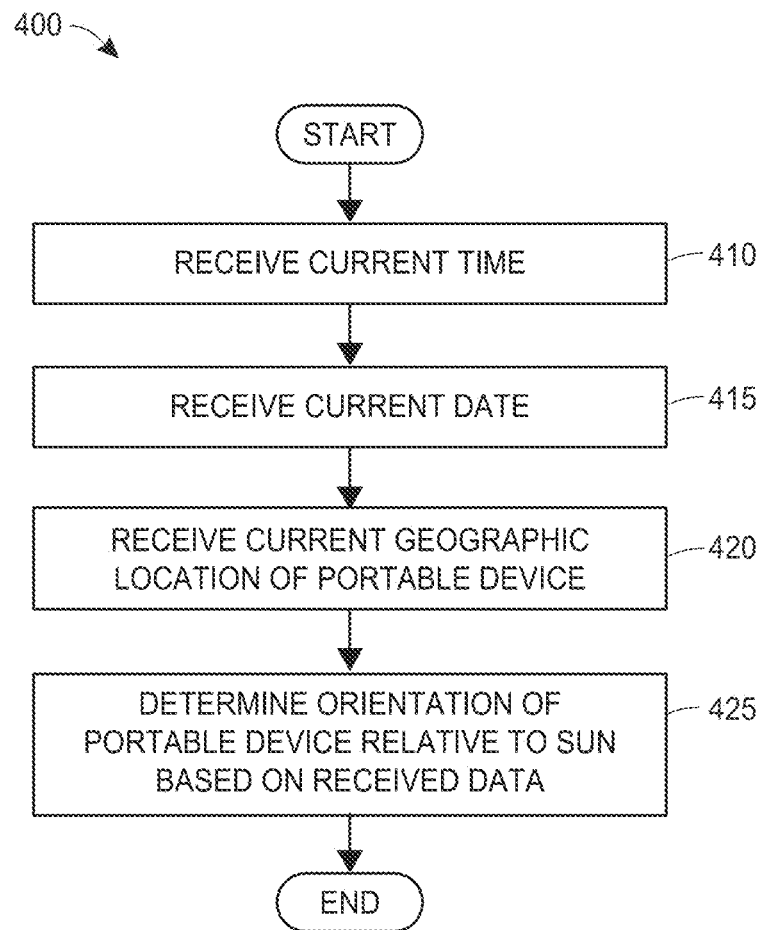 400
START
RECEIVE CURRENT TIME
410
RECEIVE CURRENT DATE
415
RECEIVE CURRENT GEOGRAPHIC
LOCATION OF PORTABLE DEVICE
420
DETERMINE ORIENTATION OF
PORTABLE DEVICE RELATIVE TO SUN
BASED ON RECEIVED DATA
425
END